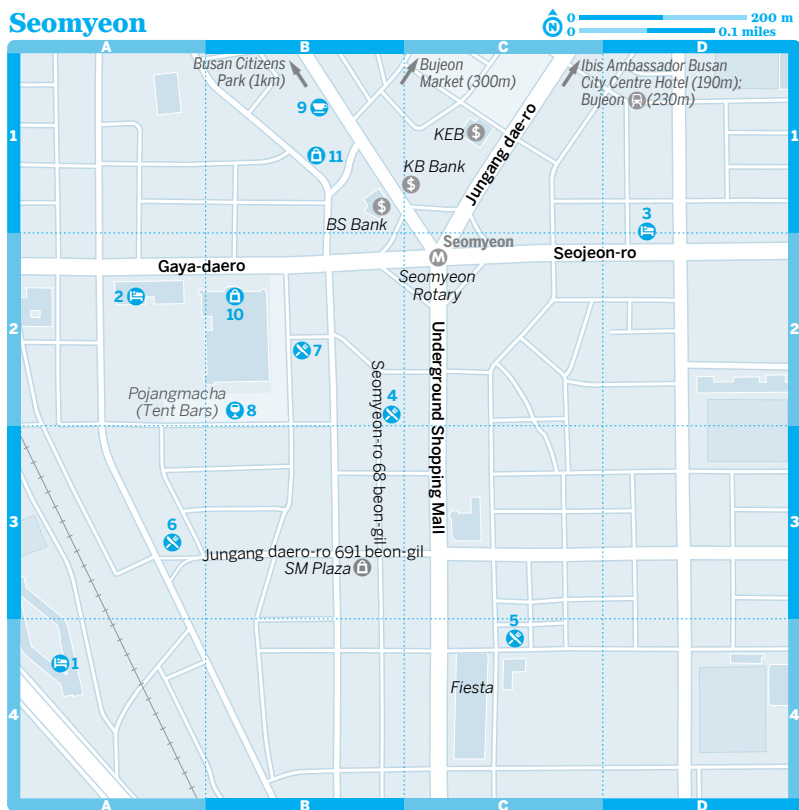 Seomyeon
N
0 200 m
0 0.1 miles
A B C D
Busan Citizens
Park (1km)
Bujeon
Market (300m)
Ibis Ambassador Busan
City Centre Hotel (190m);
Bujeon (230m)
9
1 1
KEB $
11
KB Bank
$
Jungang dae-ro
$
BS Bank
3
Seomyeon
M
Gaya-daero
Seojeon-ro
Seomyeon
Rotary
2
10
2 2
7
Underground Shopping Mall
Seomyeon-ro 68 beon-gil
4
Pojangmacha
(Tent Bars)
8
3 3
6
Jungang daero-ro 691 beon-gil
SM Plaza
5
1
Fiesta
4 4
A B C D